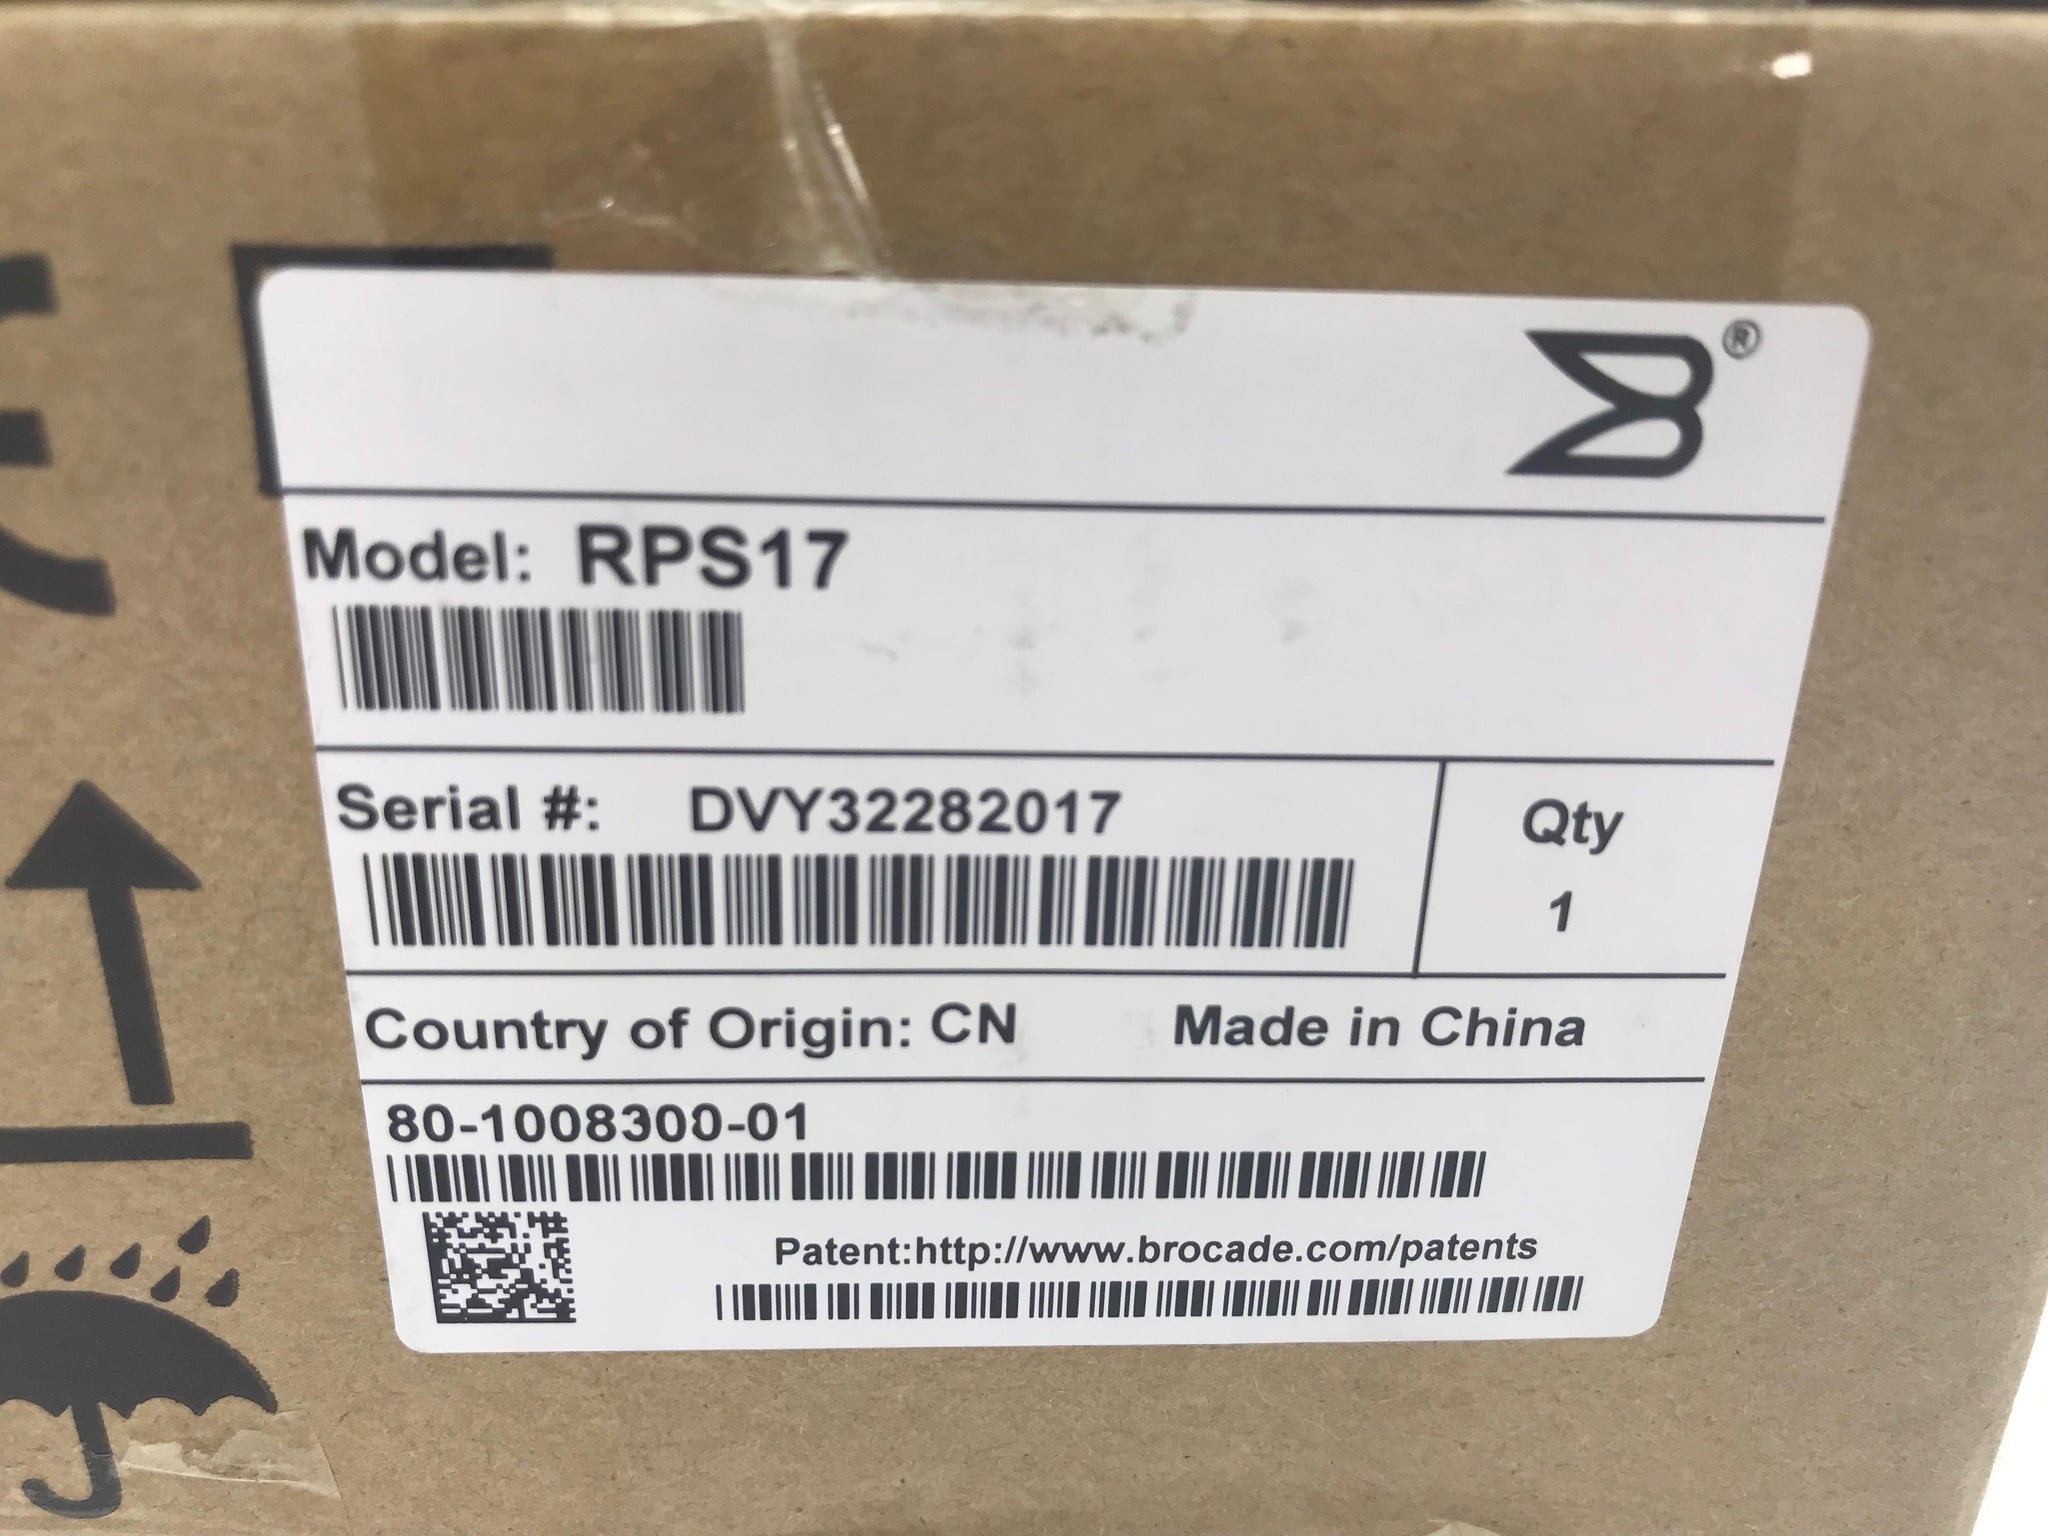 ®
Model: RPS17
Serial #: DVY32282017
Qty
1
Country of Origin: CN Made in China
80-1008300-01
Patent:http://www.brocade.com/patents